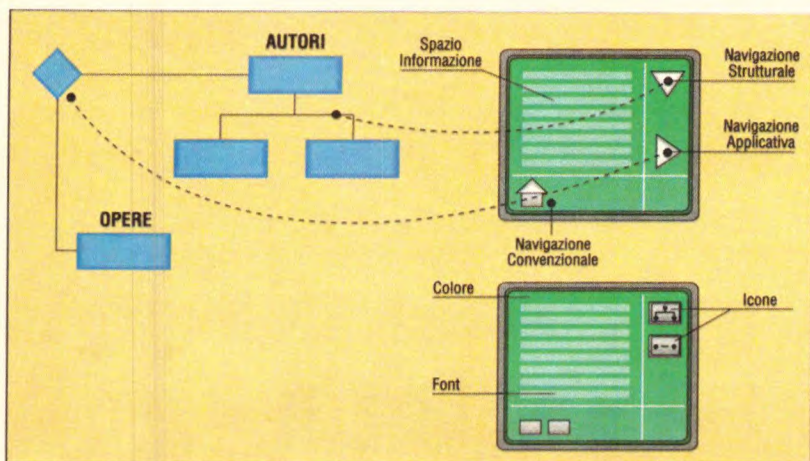 AUTORI
OPERE
Spazio
Informazione
Navigazione
Strutturale
Navigazione
Applicativa
Navigazione
Convenzionale
Colore
Icone
Font